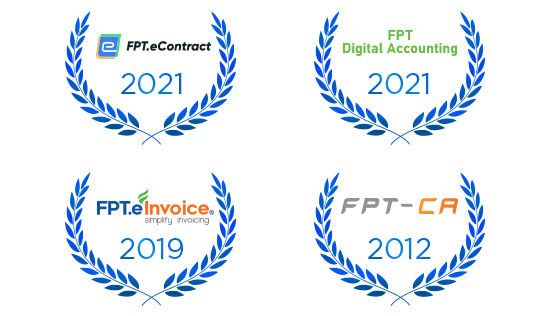 FPT.eContract
2021
FPT
Digital Accounting
2021
FPT.eInvoice®
simplify invoicing
2019
FPT-CA
2012